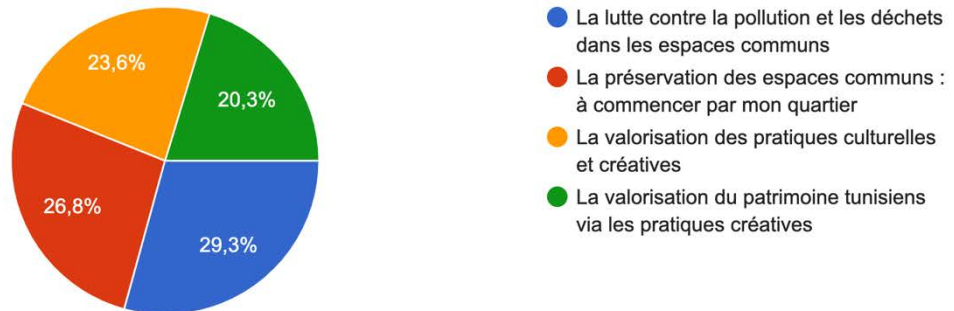 23,6%
20,3%
26,8%
29,3%
La lutte contre la pollution et les déchets
dans les espaces communs
La préservation des espaces communs :
à commencer par mon quartier
La valorisation des pratiques culturelles
et créatives
La valorisation du patrimoine tunisiens
via les pratiques créatives